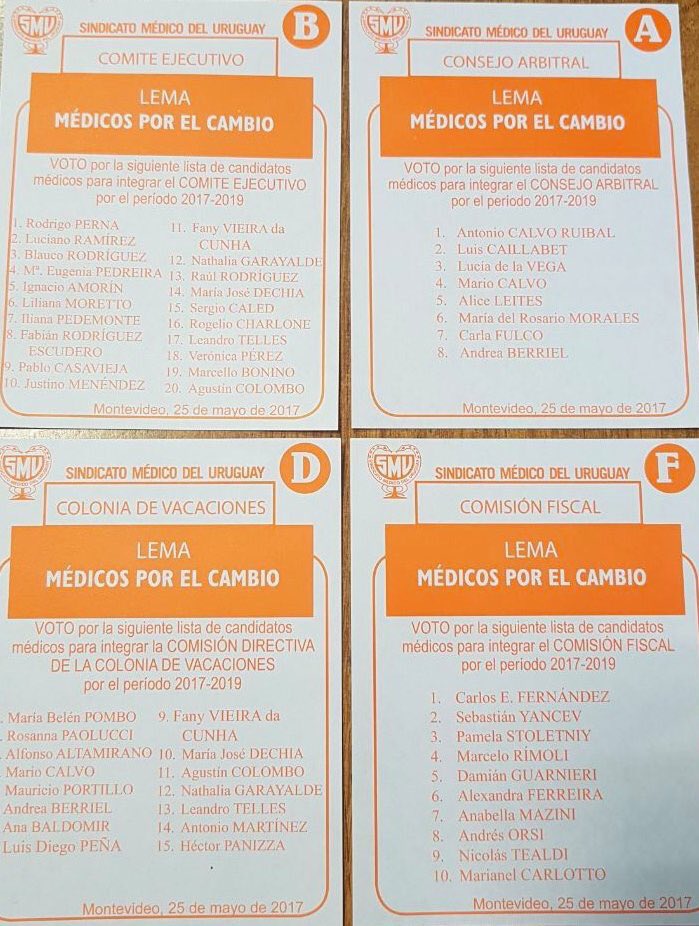 SMU
SINDICATO MÉDICO DEL URUGUAY
B
COMITE EJECUTIVO
LEMA
MÉDICOS POR EL CAMBIO
VOTO por la siguiente lista de candidatos
médicos para integrar el COMITE EJECUTIVO
por el período 2017-2019
1. Rodrigo PERNA
2. Luciano RAMÍREZ
3. Blauco RODRÍGUEZ
4. Mª. Eugenia PEDREIRA
5. Ignacio AMORÍN
6. Liliana MORETTO
7. Iliana PEDEMONTE
8. Fabián RODRÍGUEZ
ESCUDERO
9. Pablo CASAVIEJA
10. Justino MENÉNDEZ
11. Fany VIEIRA da
CUNHA
12. Nathalia GARAYALDE
13. Raúl RODRÍGUEZ
14. María José DECHIA
15. Sergio CALED
16. Rogelio CHARLONE
17. Leandro TELLES
18. Verónica PÉREZ
19. Marcello BONINO
20. Agustín COLOMBO
Montevideo, 25 de mayo de 2017
SMU
SINDICATO MÉDICO DEL URUGUAY
A
CONSEJO ARBITRAL
LEMA
MÉDICOS POR EL CAMBIO
VOTO por la siguiente lista de candidatos
médicos para integrar el CONSEJO ARBITRAL
por el período 2017-2019
1. Antonio CALVO RUIBAL
2. Luis CAILLABET
3. Lucía de la VEGA
4. Mario CALVO
5. Alice LEITES
6. María del Rosario MORALES
7. Carla FULCO
8. Andrea BERRIEL
Montevideo, 25 de mayo de 2017
SMU
SINDICATO MÉDICO DEL URUGUAY
D
COLONIA DE VACACIONES
LEMA
MÉDICOS POR EL CAMBIO
VOTO por la siguiente lista de candidatos
médicos para integrar la COMISIÓN DIRECTIVA
DE LA COLONIA DE VACACIONES
por el período 2017-2019
. María Belén POMBO
. Rosanna PAOLUCCI
. Alfonso ALTAMIRANO
Mario CALVO
Mauricio PORTILLO
Andrea BERRIEL
Ana BALDOMIR
Luis Diego PEÑA
9. Fany VIEIRA da
CUNHA
10. María José DECHIA
11. Agustín COLOMBO
12. Nathalia GARAYALDE
13. Leandro TELLES
14. Antonio MARTÍNEZ
15. Héctor PANIZZA
Montevideo, 25 de mayo de 2017
SMU
SINDICATO MÉDICO DEL URUGUAY
F
COMISIÓN FISCAL
LEMA
MÉDICOS POR EL CAMBIO
VOTO por la siguiente lista de candidatos
médicos para integrar el COMISIÓN FISCAL
por el período 2017-2019
1. Carlos E. FERNÁNDEZ
2. Sebastián YANCEV
3. Pamela STOLETNIY
4. Marcelo RÍMOLI
5. Damián GUARNIERI
6. Alexandra FERREIRA
7. Anabella MAZINI
8. Andrés ORSI
9. Nicolás TEALDI
10. Marianel CARLOTTO
Montevideo, 25 de mayo de 2017